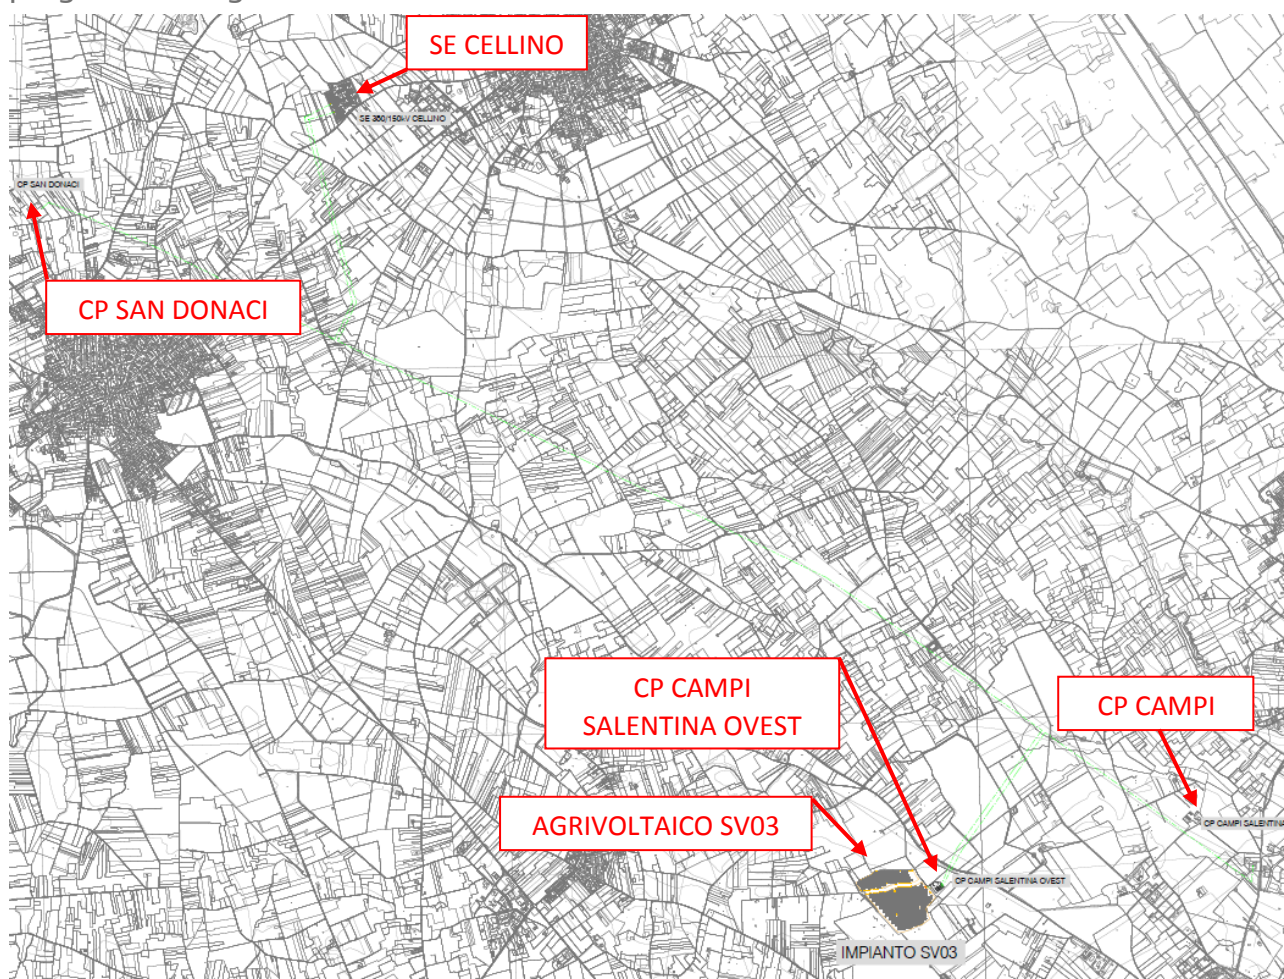 SE CELLINO
SE 380/150kV CELLINO
CP SAN DONACI
CP SAN DONACI
CP CAMPI
SALENTINA OVEST
CP CAMPI
AGRIVOLTAICO SV03
CP CAMPI SALENTINA
CP CAMPI SALENTINA OVEST
IMPIANTO SV03